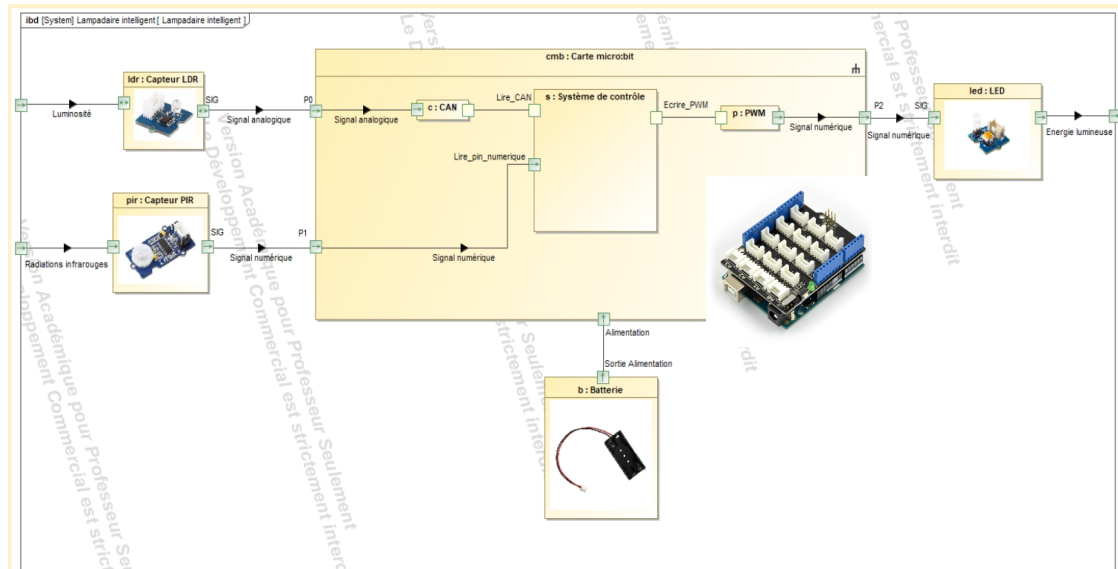 ibd [System] Lampadaire intelligent [ Lampadaire intelligent ]
cmb : Carte micro:bit
ldr : Capteur LDR
SIG
P0
Luminosité
Signal analogique
Signal analogique
c : CAN
Lire_CAN
s : Système de contrôle
Ecrire_PWM
p : PWM
Signal numérique
P2
SIG
Signal numérique
led : LED
Energie lumineuse
Lire_pin_numerique
pir : Capteur PIR
SIG
P1
Radiations infrarouges
Signal numérique
Signal numérique
Alimentation
Sortie Alimentation
b : Batterie
Version Académique pour Professeur Seulement
Le Développement Commercial est strictement interdit